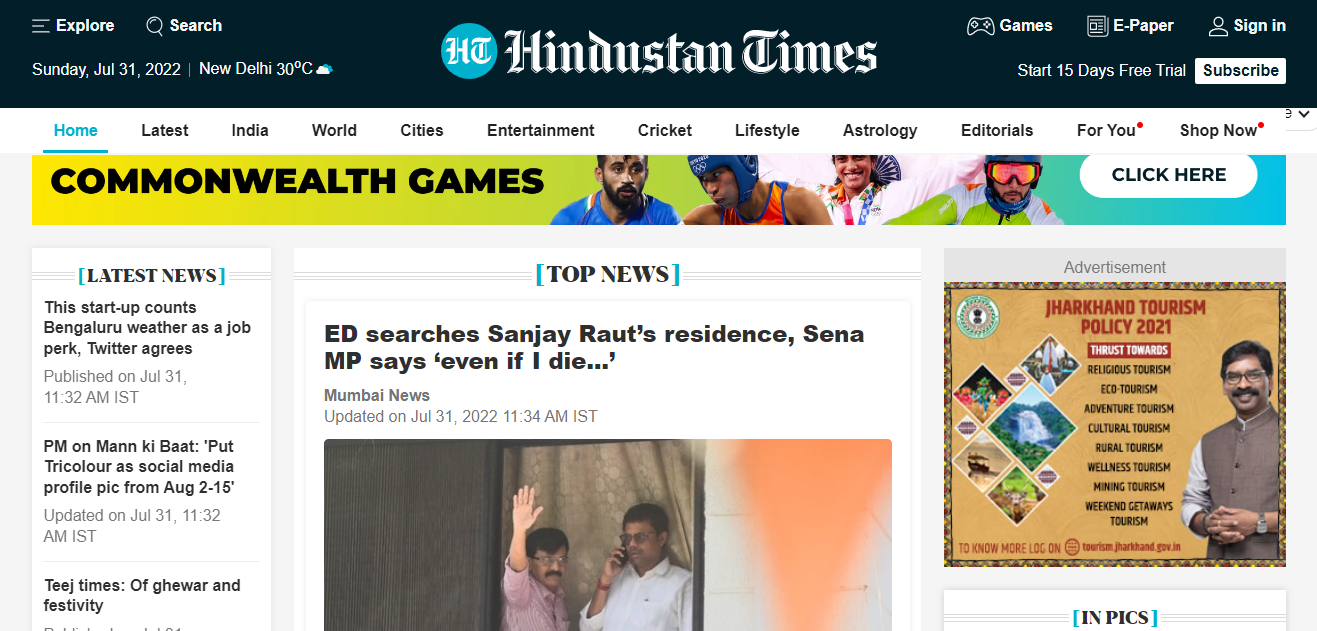 Explore
Search
Sunday, Jul 31, 2022 | New Delhi 30°C
HT Hindustan Times
Games
E-Paper
Sign in
Start 15 Days Free Trial
Subscribe
Home
Latest
India
World
Cities
Entertainment
Cricket
Lifestyle
Astrology
Editorials
For You
Shop Now
COMMONWEALTH GAMES
CLICK HERE
[LATEST NEWS]
This start-up counts
Bengaluru weather as a job
perk, Twitter agrees
Published on Jul 31,
11:32 AM IST
PM on Mann ki Baat: 'Put
Tricolour as social media
profile pic from Aug 2-15'
Updated on Jul 31, 11:32
AM IST
Teej times: Of ghewar and
festivity
[TOP NEWS]
ED searches Sanjay Raut’s residence, Sena
MP says ‘even if I die...’
Mumbai News
Updated on Jul 31, 2022 11:34 AM IST
Advertisement
JHARKHAND TOURISM
POLICY 2021
THRUST TOWARDS
RELIGIOUS TOURISM
ECO-TOURISM
ADVENTURE TOURISM
CULTURAL TOURISM
RURAL TOURISM
WELLNESS TOURISM
MINING TOURISM
WEEKEND GETAWAYS
TOURISM
TO KNOW MORE LOG ON tourism.jharkhand.gov.in
[IN PICS]